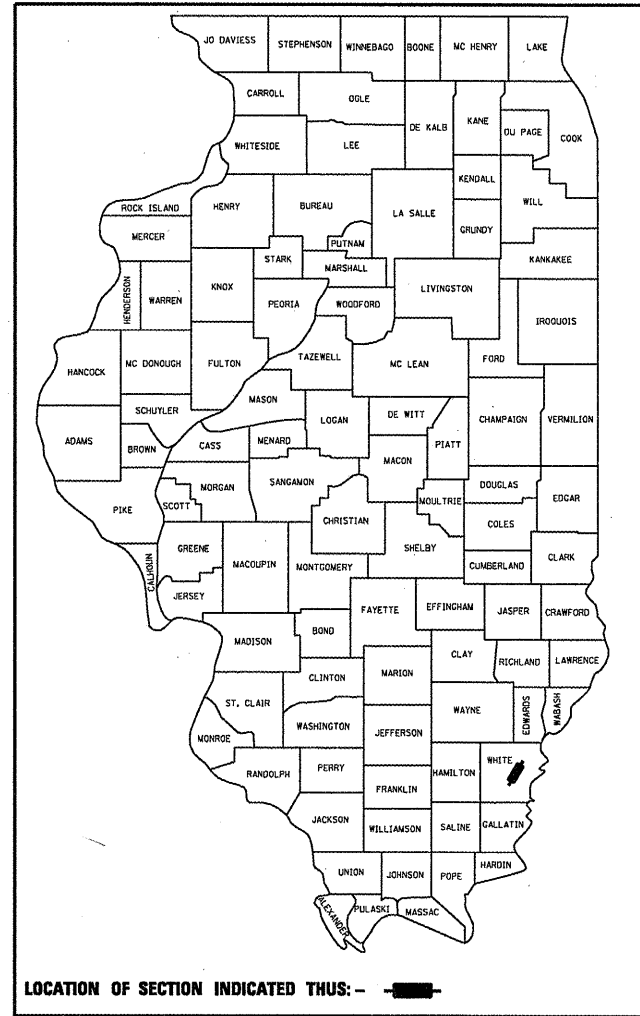 JO DAVIESS
STEPHENSON
WINNEBAGO
BOONE
MC HENRY
LAKE
CARROLL
OGLE
DE KALB
KANE
DU PAGE
COOK
WHITESIDE
LEE
KENDALL
WILL
ROCK ISLAND
HENRY
BUREAU
LA SALLE
GRUNDY
MERCER
PUTNAM
KANKAKEE
HENDERSON
WARREN
KNOX
STARK
MARSHALL
PEORIA
WOODFORD
LIVINGSTON
IROQUOIS
HANCOCK
MC DONOUGH
FULTON
TAZEWELL
MC LEAN
FORD
SCHUYLER
MASON
LOGAN
DE WITT
CHAMPAIGN
VERMILION
ADAMS
BROWN
CASS
MENARD
MACON
PIATT
PIKE
SCOTT
MORGAN
SANGAMON
CHRISTIAN
MOULTRIE
DOUGLAS
EDGAR
COLES
CALHOUN
GREENE
MACOUPIN
MONTGOMERY
SHELBY
CUMBERLAND
CLARK
JERSEY
FAYETTE
EFFINGHAM
JASPER
CRAWFORD
MADISON
BOND
CLAY
RICHLAND
LAWRENCE
CLINTON
MARION
ST. CLAIR
WAYNE
EDWARDS
WABASH
MONROE
WASHINGTON
JEFFERSON
RANDOLPH
PERRY
HAMILTON
WHITE
FRANKLIN
JACKSON
WILLIAMSON
SALINE
GALLATIN
UNION
JOHNSON
POPE
HARDIN
ALEXANDER
PULASKI
MASSAC
LOCATION OF SECTION INDICATED THUS: -